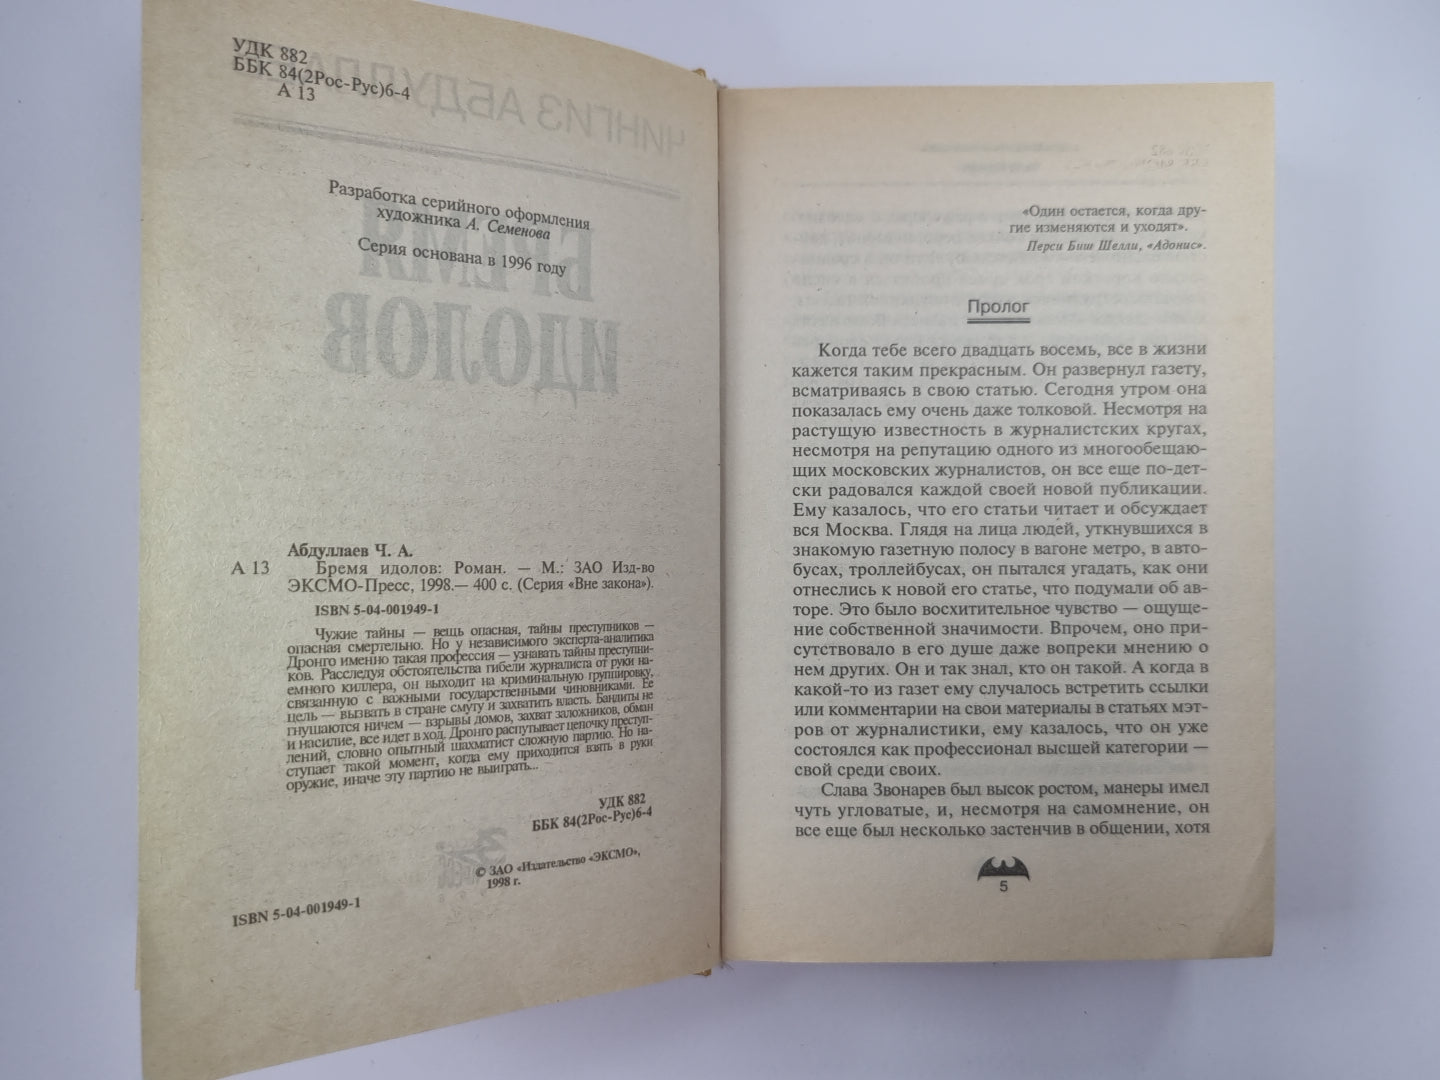 УДК 882
ББК 84(2Рос-Рус)6-4
А 13
Разработка серийного оформления
художника А. Семенова
Серия основана в 1996 году
Абдуллаев Ч. А.
А 13 Бремя идолов: Роман. — М.: ЗАО Изд-во
ЭКСМО-Пресс, 1998.— 400 с. (Серия «Вне закона»).
ISBN 5-04-001949-1
Чужие тайны — вещь опасная, тайны преступников —
опасная смертельно. Но у независимого эксперта-аналитика
Дронго именно такая профессия — узнавать тайны преступни-
ков. Расследуя обстоятельства гибели журналиста от руки на-
емного киллера, он выходит на криминальную группировку,
связанную с важными государственными чиновниками. Ее
цель — вызвать в стране смуту и захватить власть. Бандиты не
гнушаются ничем — взрывы домов, захват заложников, обман
и насилие, все идет в ход. Дронго распутывает цепочку преступ-
лений, словно опытный шахматист сложную партию. Но на-
ступает такой момент, когда ему приходится взять в руки
оружие, иначе эту партию не выиграть...
УДК 882
ББК 84(2Рос-Рус)6-4
© ЗАО «Издательство «ЭКСМО»,
1998 г.
ISBN 5-04-001949-1
«Один остается, когда дру-
гие изменяются и уходят».
Перси Биш Шелли, «Адонис».
Пролог
Когда тебе всего двадцать восемь, все в жизни
кажется таким прекрасным. Он развернул газету,
всматриваясь в свою статью. Сегодня утром она
показалась ему очень даже толковой. Несмотря на
растущую известность в журналистских кругах,
несмотря на репутацию одного из многообещаю-
щих московских журналистов, он все еще по-дет-
ски радовался каждой своей новой публикации.
Ему казалось, что его статьи читает и обсуждает
вся Москва. Глядя на лица людей, уткнувшихся в
знакомую газетную полосу в вагоне метро, в авто-
бусах, троллейбусах, он пытался угадать, как они
отнеслись к новой его статье, что подумали об ав-
торе. Это было восхитительное чувство — ощуще-
ние собственной значимости. Впрочем, оно при-
сутствовало в его душе даже вопреки мнению о
нем других. Он и так знал, кто он такой. А когда в
какой-то из газет ему случалось встретить ссылки
или комментарии на свои материалы в статьях мэт-
ров от журналистики, ему казалось, что он уже
состоялся как профессионал высшей категории —
свой среди своих.
Слава Звонарев был высок ростом, манеры имел
чуть угловатые, и, несмотря на самомнение, он
все еще был несколько застенчив в общении, хотя
5